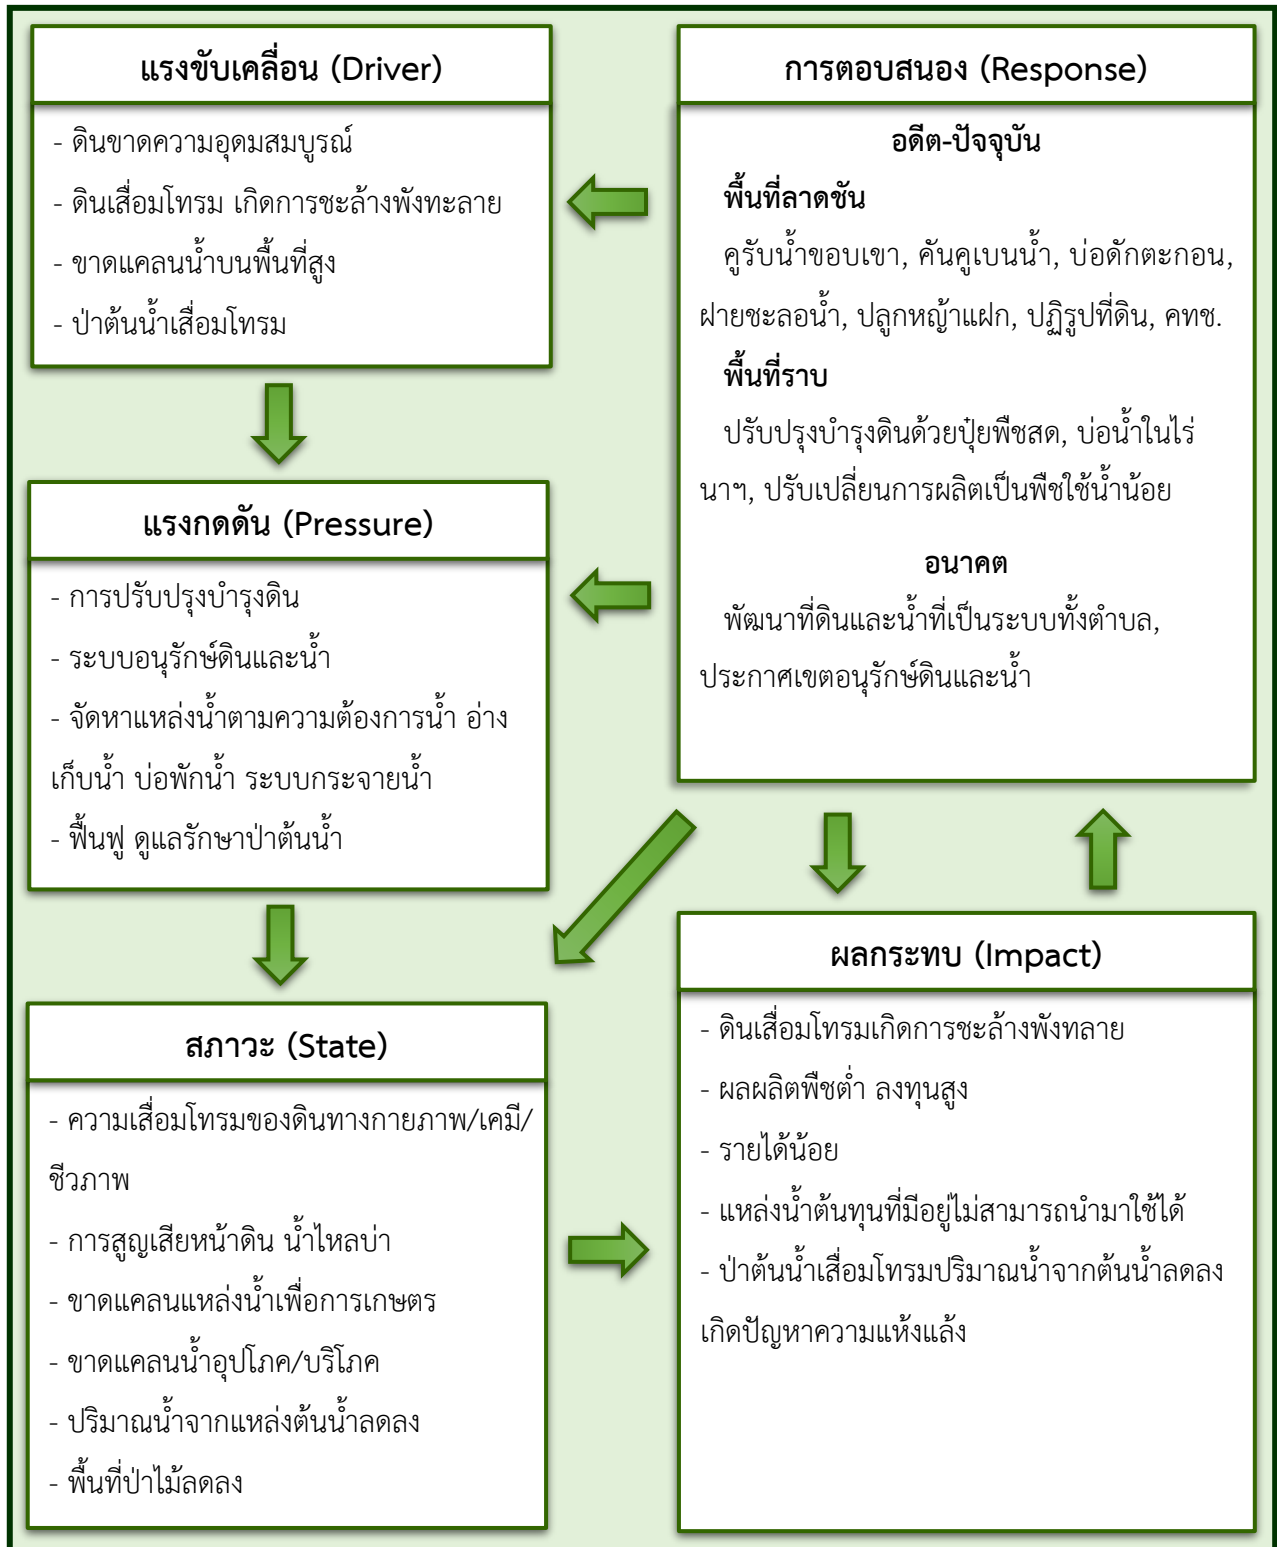 แรงขับเคลื่อน (Driver)
- ดินขาดความอุดมสมบูรณ์
- ดินเสื่อมโทรม เกิดการชะล้างพังทะลาย
- ขาดแคลนน้ำบนพื้นที่สูง
- ป่าต้นน้ำเสื่อมโทรม
แรงกดดัน (Pressure)
- การปรับปรุงบำรุงดิน
- ระบบอนุรักษ์ดินและน้ำ
- จัดหาแหล่งน้ำตามความต้องการน้ำ อ่าง
เก็บน้ำ บ่อพักน้ำ ระบบกระจายน้ำ
- ฟื้นฟู ดูแลรักษาป่าต้นน้ำ
สภาวะ (State)
- ความเสื่อมโทรมของดินทางกายภาพ/เคมี/
ชีวภาพ
- การสูญเสียหน้าดิน น้ำไหลบ่า
- ขาดแคลนแหล่งน้ำเพื่อการเกษตร
- ขาดแคลนน้ำอุปโภค/บริโภค
- ปริมาณน้ำจากแหล่งต้นน้ำลดลง
- พื้นที่ป่าไม้ลดลง
การตอบสนอง (Response)
อดีต-ปัจจุบัน
พื้นที่ลาดชัน
คูรับน้ำขอบเขา, คันคูเบนน้ำ, บ่อดักตะกอน,
ฝายชะลอน้ำ, ปลูกหญ้าแฝก, ปฏิรูปที่ดิน, คทช.
พื้นที่ราบ
ปรับปรุงบำรุงดินด้วยปุ๋ยพืชสด, บ่อน้ำในไร่
นาฯ, ปรับเปลี่ยนการผลิตเป็นพืชใช้น้ำน้อย
อนาคต
พัฒนาที่ดินและน้ำที่เป็นระบบทั้งตำบล,
ประกาศเขตอนุรักษ์ดินและน้ำ
ผลกระทบ (Impact)
- ดินเสื่อมโทรมเกิดการชะล้างพังทลาย
- ผลผลิตพืชต่ำ ลงทุนสูง
- รายได้น้อย
- แหล่งน้ำต้นทุนที่มีอยู่ไม่สามารถนำมาใช้ได้
- ป่าต้นน้ำเสื่อมโทรมปริมาณน้ำจากต้นน้ำลดลง
เกิดปัญหาความแห้งแล้ง